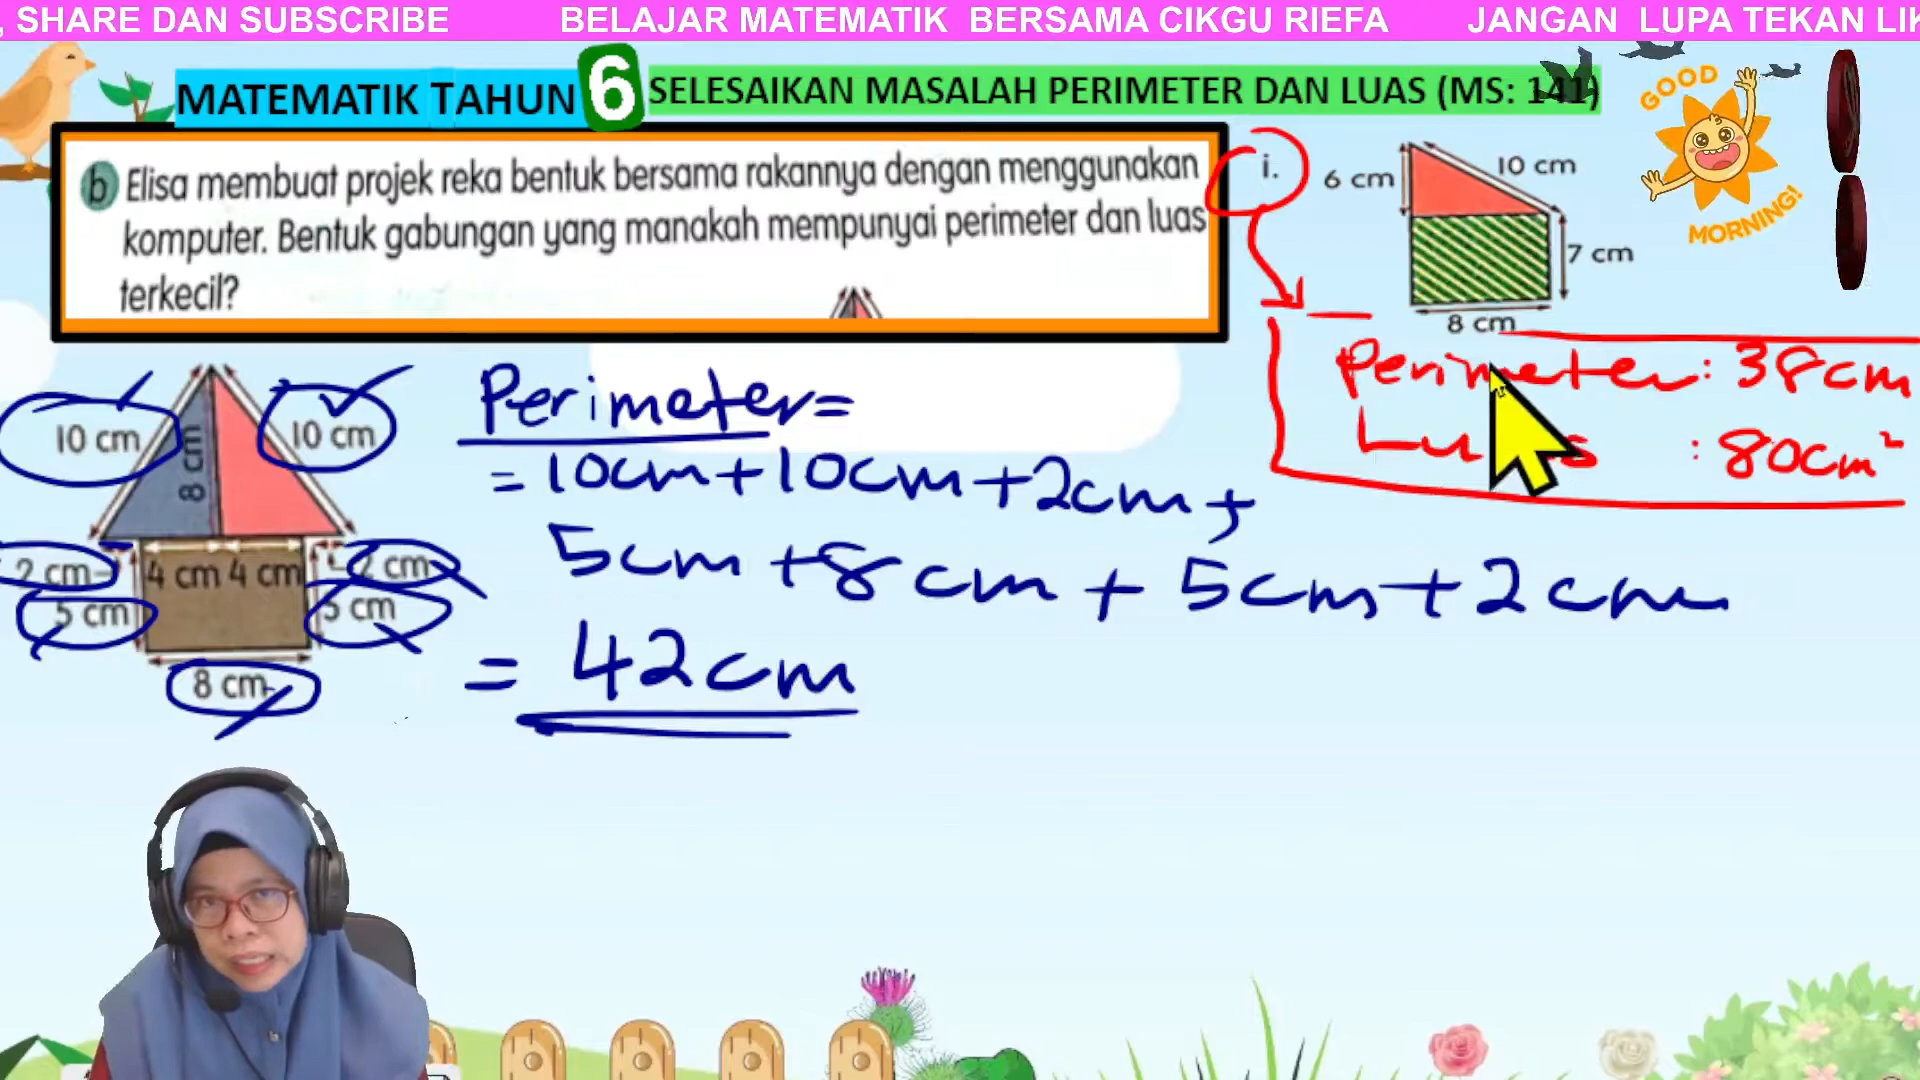 , SHARE DAN SUBSCRIBE BELAJAR MATEMATIK BERSAMA CIKGU RIEFA JANGAN LUPA TEKAN LIK
MATEMATIK TAHUN 6 SELESAIKAN MASALAH PERIMETER DAN LUAS (MS: 141)
GOOD
MORNING!
b Elisa membuat projek reka bentuk bersama rakannya dengan menggunakan
komputer. Bentuk gabungan yang manakah mempunyai perimeter dan luas
terkecil?
i.
6 cm
10 cm
7 cm
8 cm
Perimeter: 38cm
: 80cm²
10 cm
8 cm
10 cm
2 cm
4 cm 4 cm
2 cm
5 cm
5 cm
8 cm
Perimeter=
=10cm+10cm+2cm+
5cm+8cm+5cm+2cm
= 42cm